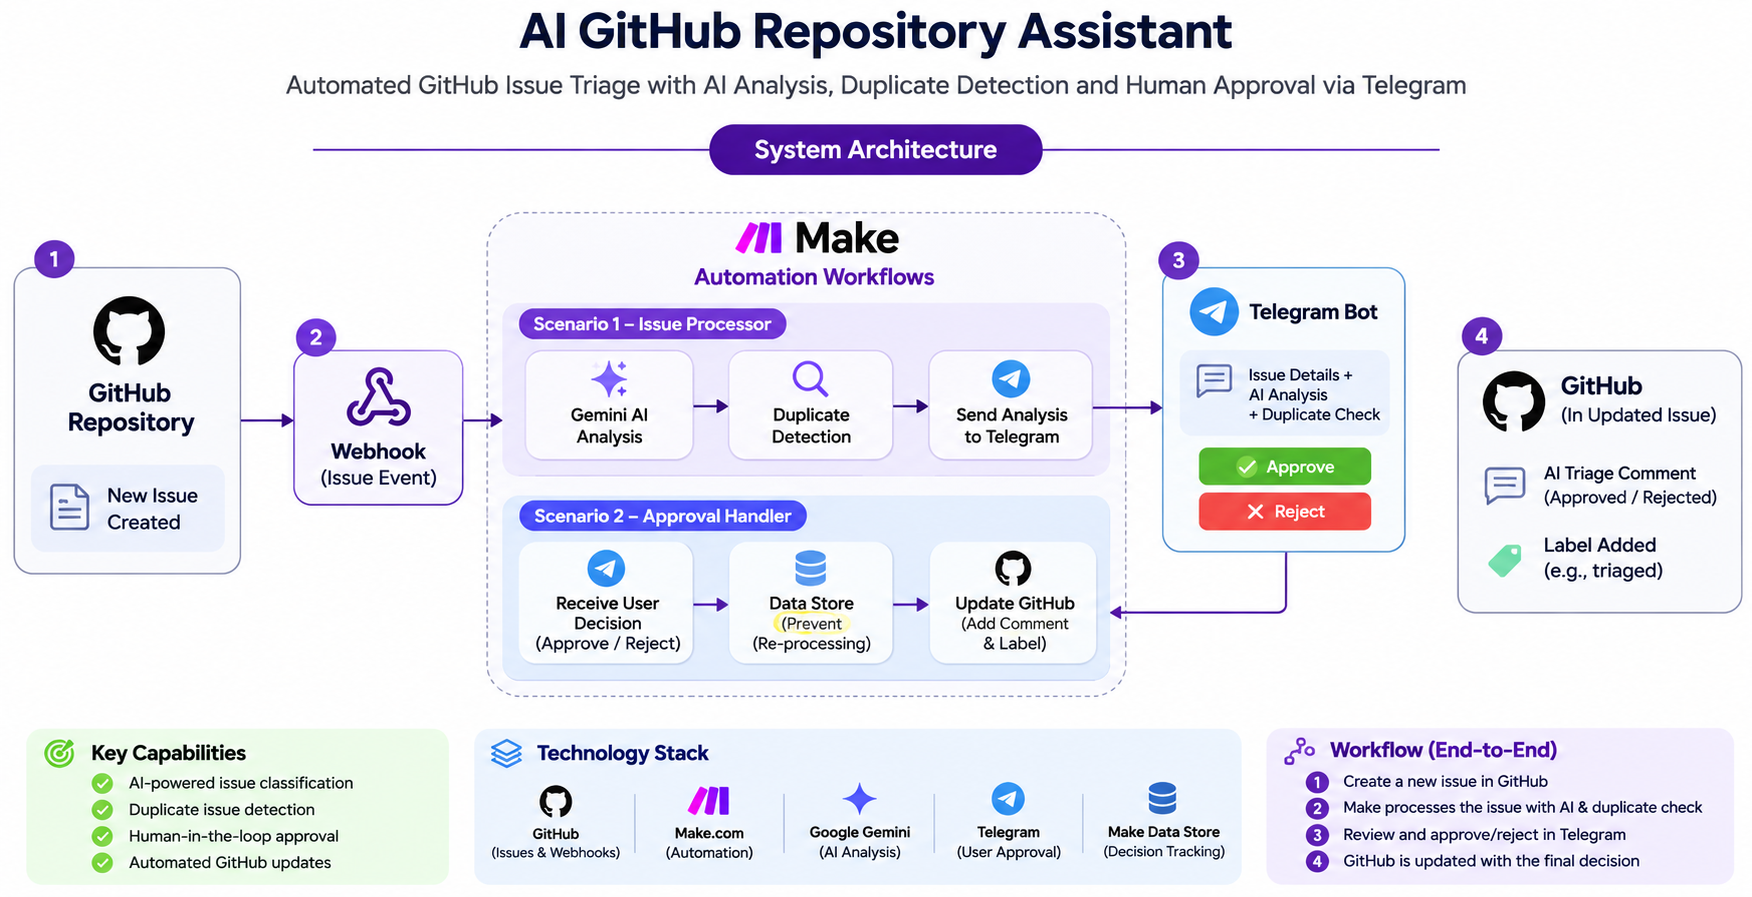 AI GitHub Repository Assistant
Automated GitHub Issue Triage with AI Analysis, Duplicate Detection and Human Approval via Telegram
System Architecture
1
GitHub
Repository
New Issue
Created
2
Webhook
(Issue Event)
Make
Automation Workflows
Scenario 1 – Issue Processor
Gemini AI
Analysis
Duplicate
Detection
Send Analysis
to Telegram
Scenario 2 – Approval Handler
Receive User
Decision
(Approve / Reject)
Data Store
(Prevent
(Re-processing)
Update GitHub
(Add Comment
& Label)
3
Telegram Bot
Issue Details +
AI Analysis
+ Duplicate Check
Approve
Reject
4
GitHub
(In Updated Issue)
AI Triage Comment
(Approved / Rejected)
Label Added
(e.g., triaged)
Key Capabilities
AI-powered issue classification
Duplicate issue detection
Human-in-the-loop approval
Automated GitHub updates
Technology Stack
GitHub
(Issues & Webhooks)
Make.com
(Automation)
Google Gemini
(AI Analysis)
Telegram
(User Approval)
Make Data Store
(Decision Tracking)
Workflow (End-to-End)
1 Create a new issue in GitHub
2 Make processes the issue with AI & duplicate check
3 Review and approve/reject in Telegram
4 GitHub is updated with the final decision